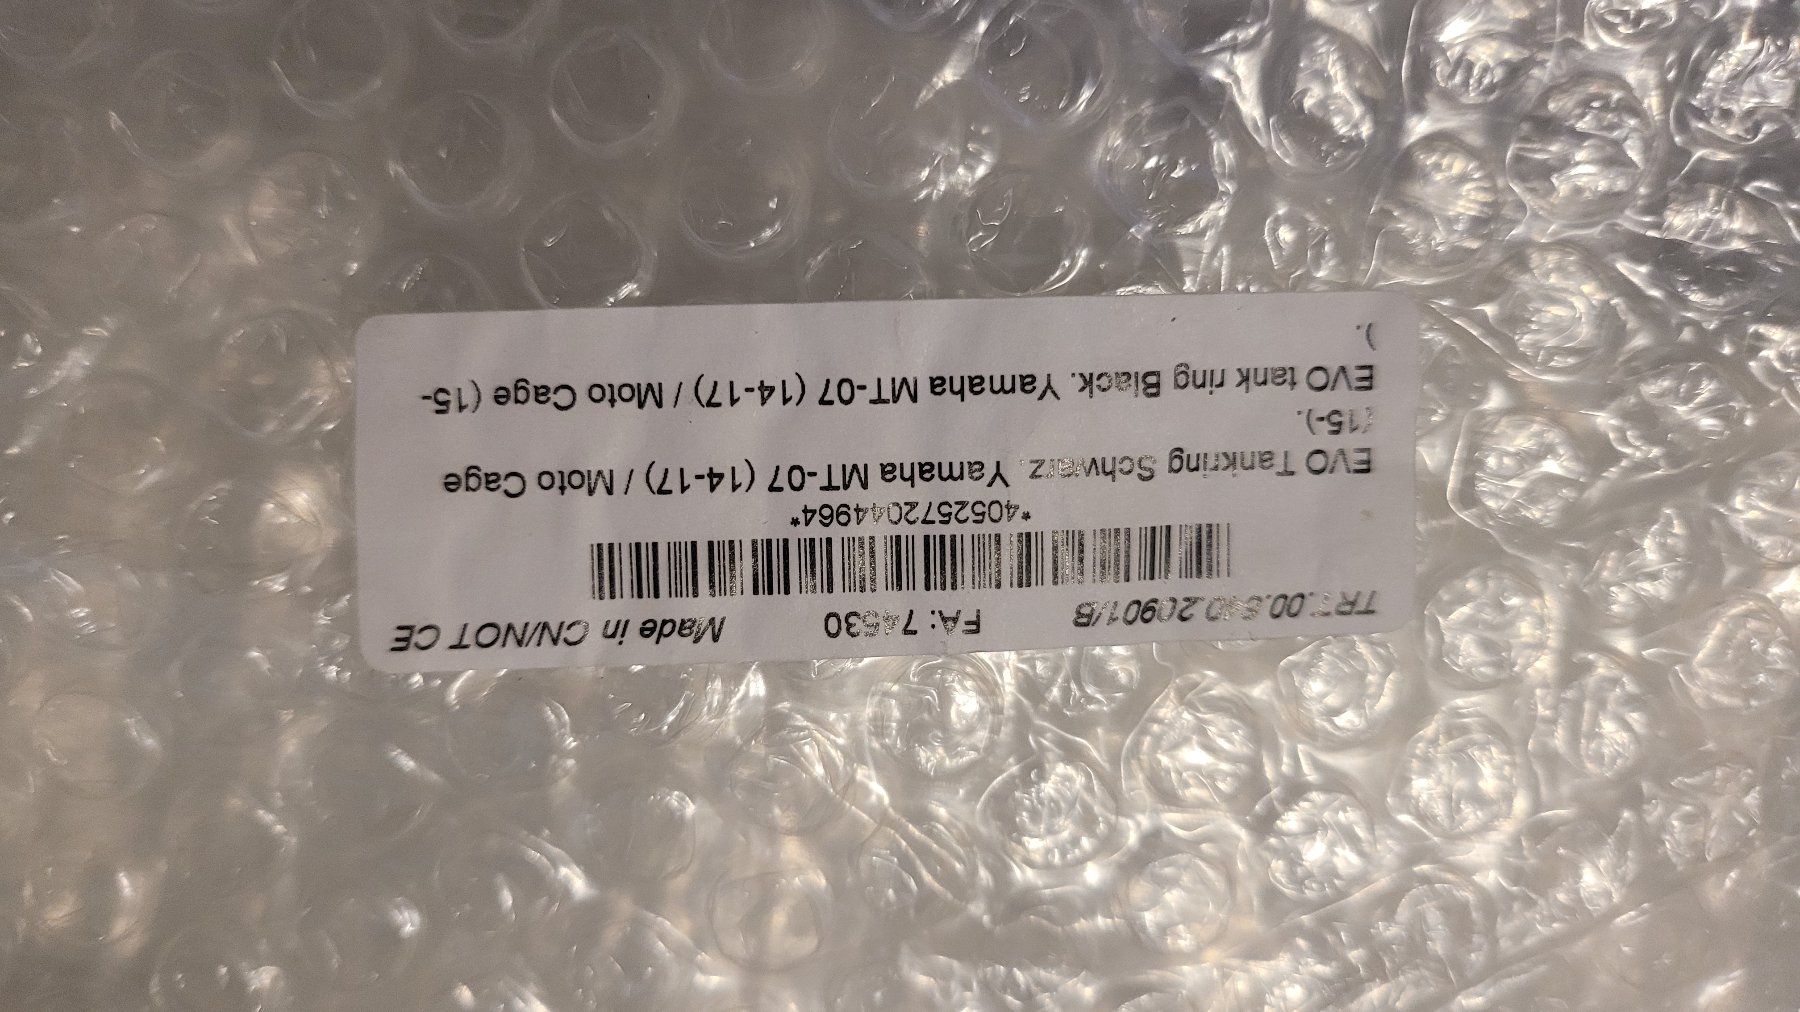 TRT.00.640.20901/B FA: 74530 Made in CN/NOT CE
*4052572044964*
EVO Tankring Schwarz. Yamaha MT-07 (14-17) / Moto Cage
(15-).
EVO tank ring Black. Yamaha MT-07 (14-17) / Moto Cage (15-
).